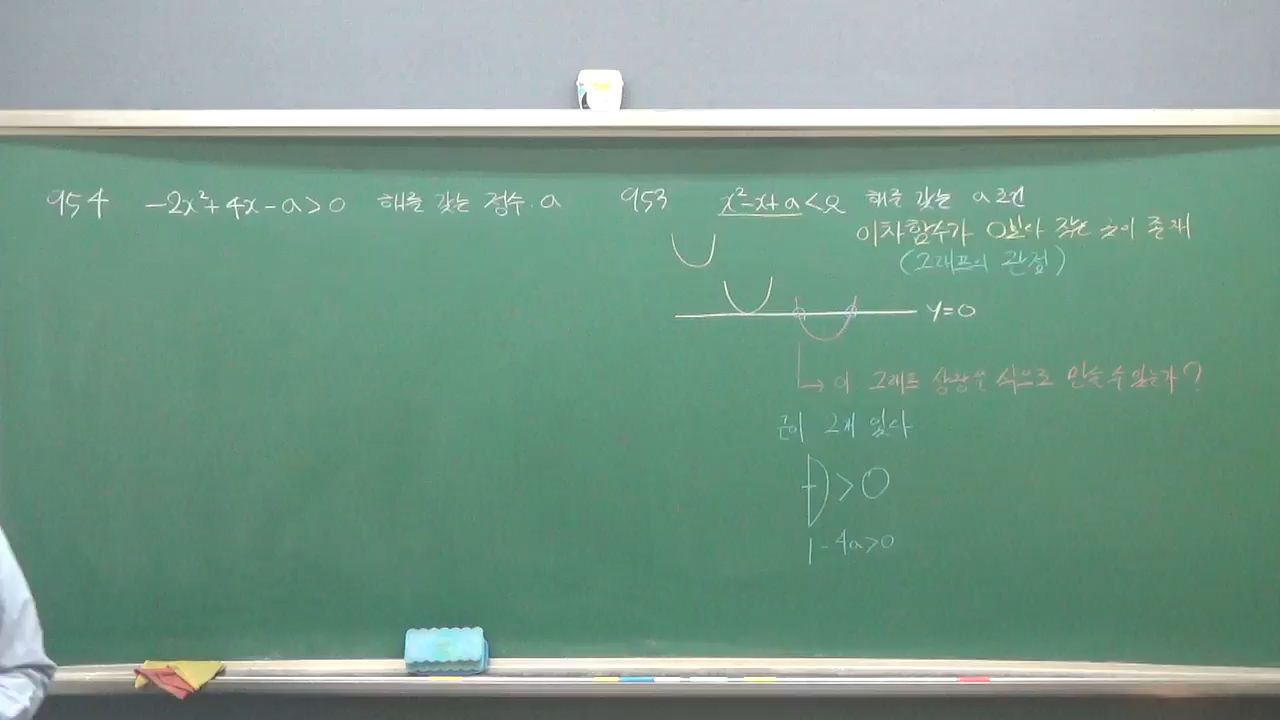 954 -2x²+4x-a>0 해를 갖는 정수 a
953 x²-x+a<0 해를 갖는 a 조건
이차함수가 0보다 작은 곳이 존재
(그래프의 관점)
y=0
→ 이 그래프 상황을 식으로 만들 수 있는가?
근이 2개 있다
D>0
1-4a>0